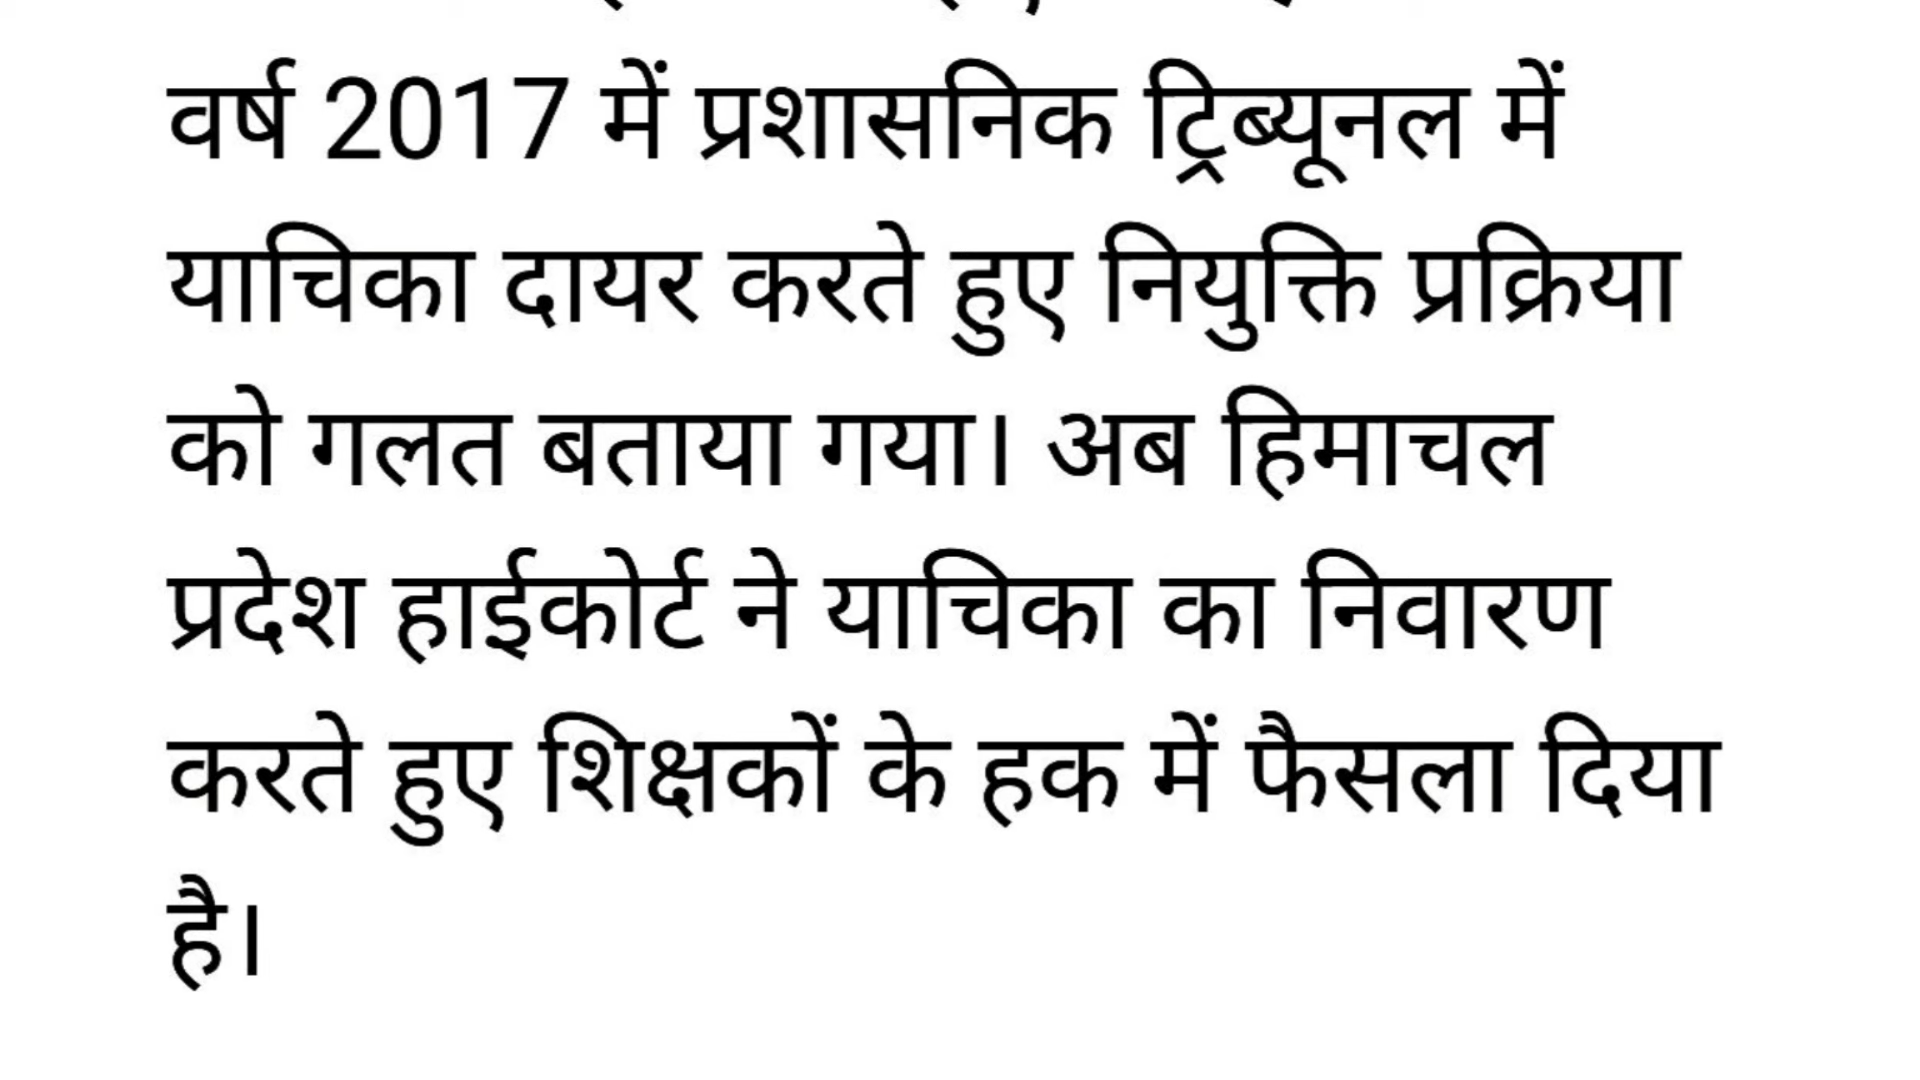 वर्ष 2017 में प्रशासनिक ट्रिब्यूनल में
याचिका दायर करते हुए नियुक्ति प्रक्रिया
को गलत बताया गया। अब हिमाचल
प्रदेश हाईकोर्ट ने याचिका का निवारण
करते हुए शिक्षकों के हक में फैसला दिया
है।